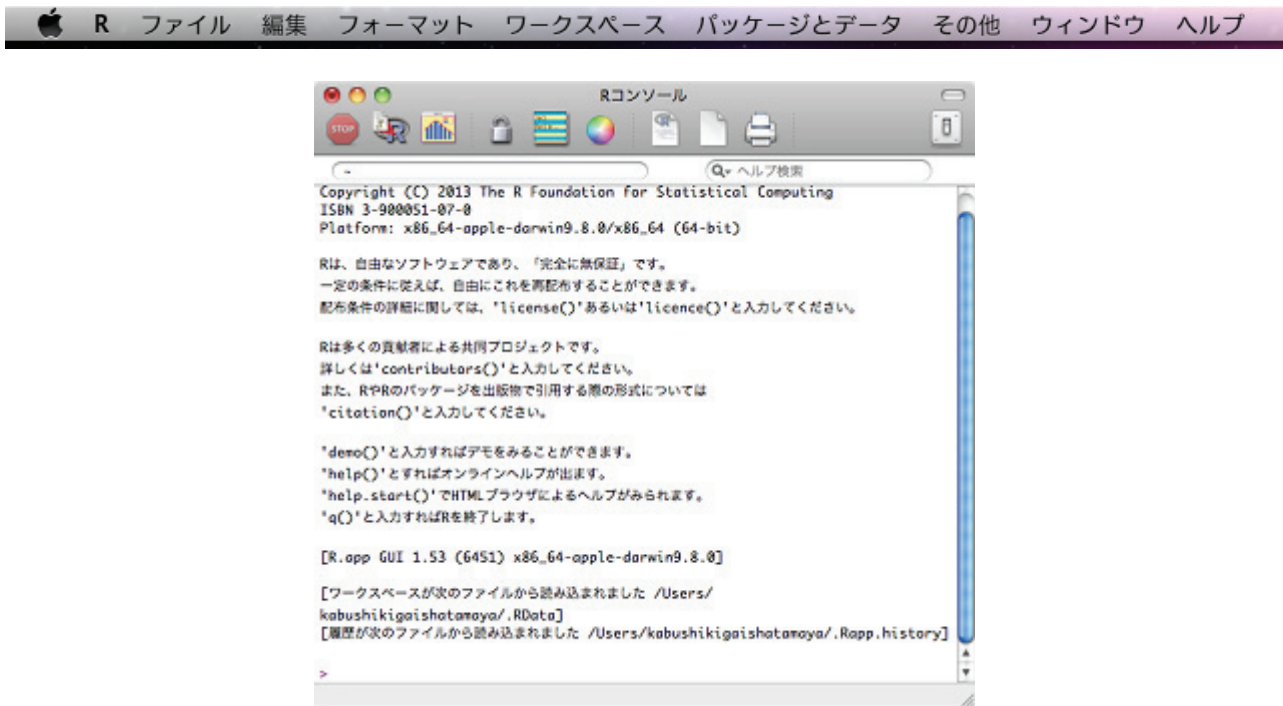 R ファイル 編集 フォーマット ワークスペース パッケージとデータ その他 ウィンドウ ヘルプ
Rコンソール
STOP
~
ヘルプ検索
Copyright (C) 2013 The R Foundation for Statistical Computing
ISBN 3-900051-07-0
Platform: x86_64-apple-darwin9.8.0/x86_64 (64-bit)
Rは、自由なソフトウェアであり、「完全に無保証」です。
一定の条件に従えば、自由にこれを再配布することができます。
配布条件の詳細に関しては、'license()'あるいは'licence()'と入力してください。
Rは多くの貢献者による共同プロジェクトです。
詳しくは'contributors()'と入力してください。
また、RやRのパッケージを出版物で引用する際の形式については
'citation()'と入力してください。
'demo()'と入力すればデモをみることができます。
'help()'とすればオンラインヘルプが出ます。
'help.start()'でHTMLブラウザによるヘルプがみられます。
'q()'と入力すればRを終了します。
[R.app GUI 1.53 (6451) x86_64-apple-darwin9.8.0]
[ワークスペースが次のファイルから読み込まれました /Users/
kabushikigaishatamaya/.RData]
[履歴が次のファイルから読み込まれました /Users/kabushikigaishatamaya/.Rapp.history]
>